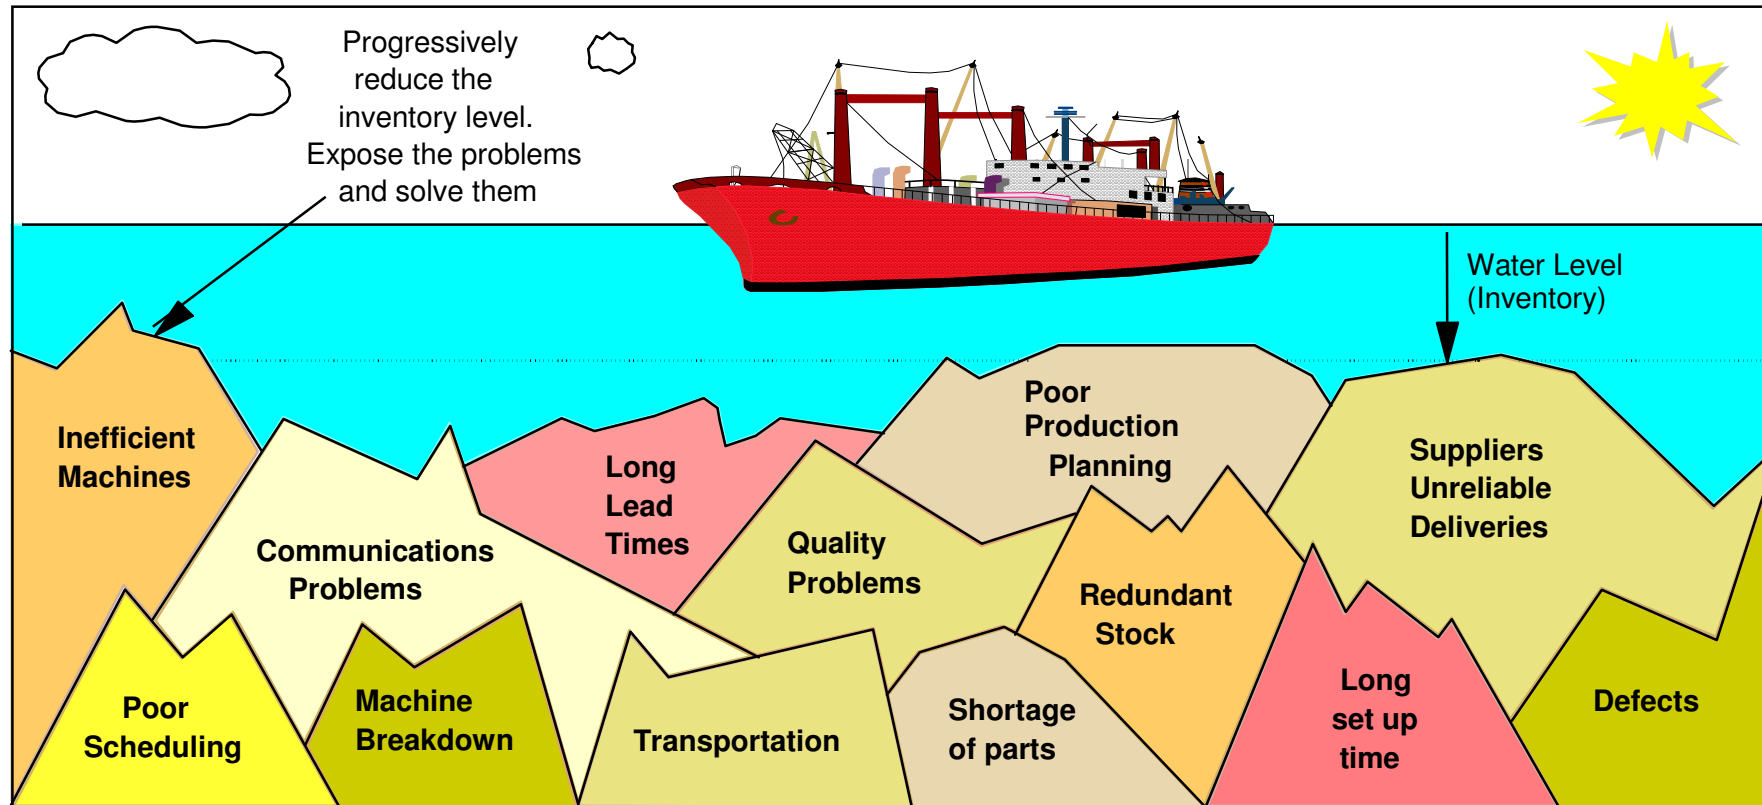 Progressively
reduce the
inventory level.
Expose the problems
and solve them
Water Level
(Inventory)
Inefficient
Machines
Communications
Problems
Long
Lead
Times
Quality
Problems
Poor
Production
Planning
Redundant
Stock
Suppliers
Unreliable
Deliveries
Poor
Scheduling
Machine
Breakdown
Transportation
Shortage
of parts
Long
set up
time
Defects